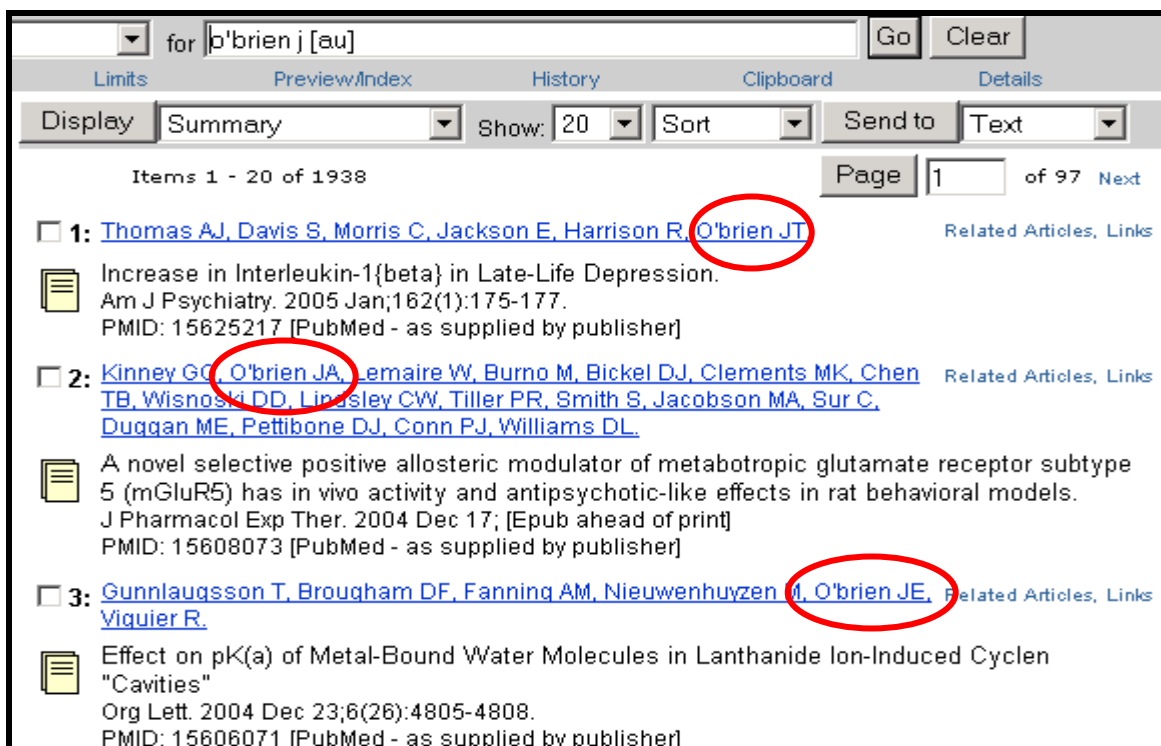 for o'brien j [au] Go Clear
Limits Preview/Index History Clipboard Details
Display Summary Show: 20 Sort Send to Text
Items 1 - 20 of 1938 Page 1 of 97 Next
1: Thomas AJ, Davis S, Morris C, Jackson E, Harrison R, O'brien JT Related Articles, Links
Increase in Interleukin-1{beta} in Late-Life Depression.
Am J Psychiatry. 2005 Jan;162(1):175-177.
PMID: 15625217 [PubMed - as supplied by publisher]
2: Kinney GG, O'brien JA, Lemaire W, Burno M, Bickel DJ, Clements MK, Chen Related Articles, Links
TB, Wisnoski DD, Lindsley CW, Tiller PR, Smith S, Jacobson MA, Sur C,
Duggan ME, Pettibone DJ, Conn PJ, Williams DL.
A novel selective positive allosteric modulator of metabotropic glutamate receptor subtype
5 (mGluR5) has in vivo activity and antipsychotic-like effects in rat behavioral models.
J Pharmacol Exp Ther. 2004 Dec 17; [Epub ahead of print]
PMID: 15608073 [PubMed - as supplied by publisher]
3: Gunnlaugsson T, Brougham DF, Fanning AM, Nieuwenhuyzen M, O'brien JE, Related Articles, Links
Viguier R.
Effect on pK(a) of Metal-Bound Water Molecules in Lanthanide Ion-Induced Cyclen
"Cavities"
Org Lett. 2004 Dec 23;6(26):4805-4808.
PMID: 15606071 [PubMed - as supplied by publisher]